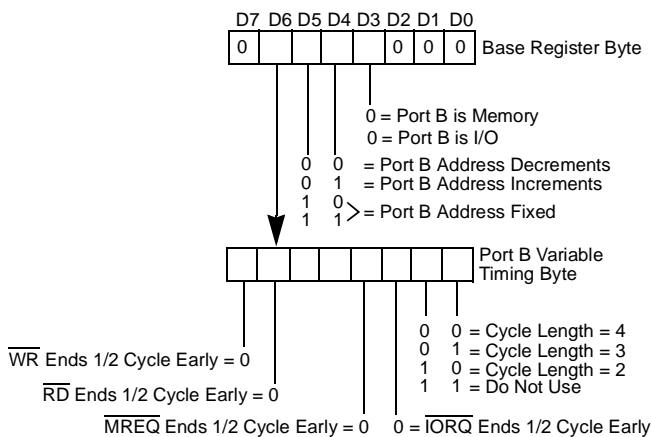 D7 D6 D5 D4 D3 D2 D1 D0
0 0 0 0 Base Register Byte
0 = Port B is Memory
0 = Port B is I/O
0 0 = Port B Address Decrements
0 1 = Port B Address Increments
1 0
1 1 > = Port B Address Fixed
Port B Variable
Timing Byte
0 0 = Cycle Length = 4
0 1 = Cycle Length = 3
1 0 = Cycle Length = 2
1 1 = Do Not Use
WR Ends 1/2 Cycle Early = 0
RD Ends 1/2 Cycle Early = 0
MREQ Ends 1/2 Cycle Early = 0
0 = IORQ Ends 1/2 Cycle Early